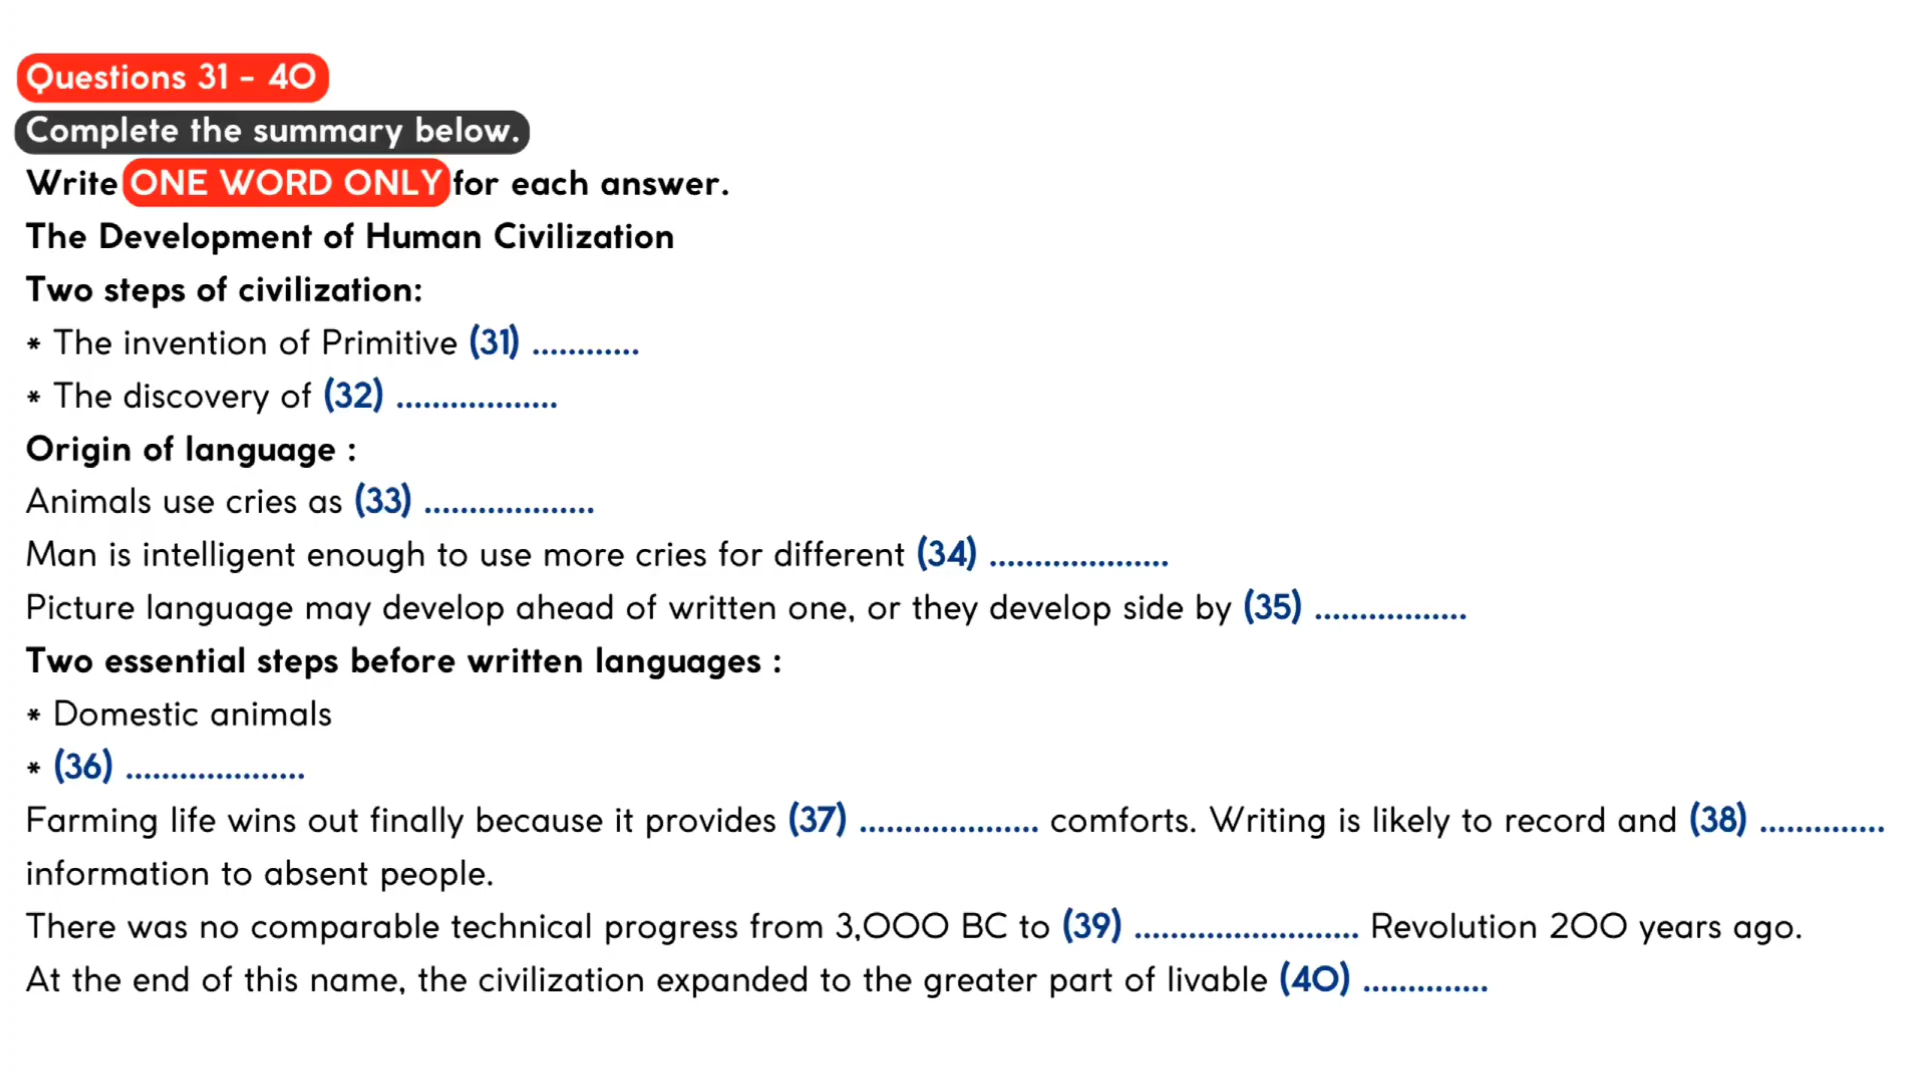 Questions 31 - 40
Complete the summary below.
Write ONE WORD ONLY for each answer.
The Development of Human Civilization
Two steps of civilization:
* The invention of Primitive (31) ............
* The discovery of (32) ..................
Origin of language :
Animals use cries as (33) ...................
Man is intelligent enough to use more cries for different (34) ....................
Picture language may develop ahead of written one, or they develop side by (35) .................
Two essential steps before written languages :
* Domestic animals
* (36) ....................
Farming life wins out finally because it provides (37) .................... comforts. Writing is likely to record and (38) ..............
information to absent people.
There was no comparable technical progress from 3,000 BC to (39) ......................... Revolution 200 years ago.
At the end of this name, the civilization expanded to the greater part of livable (40) ..............